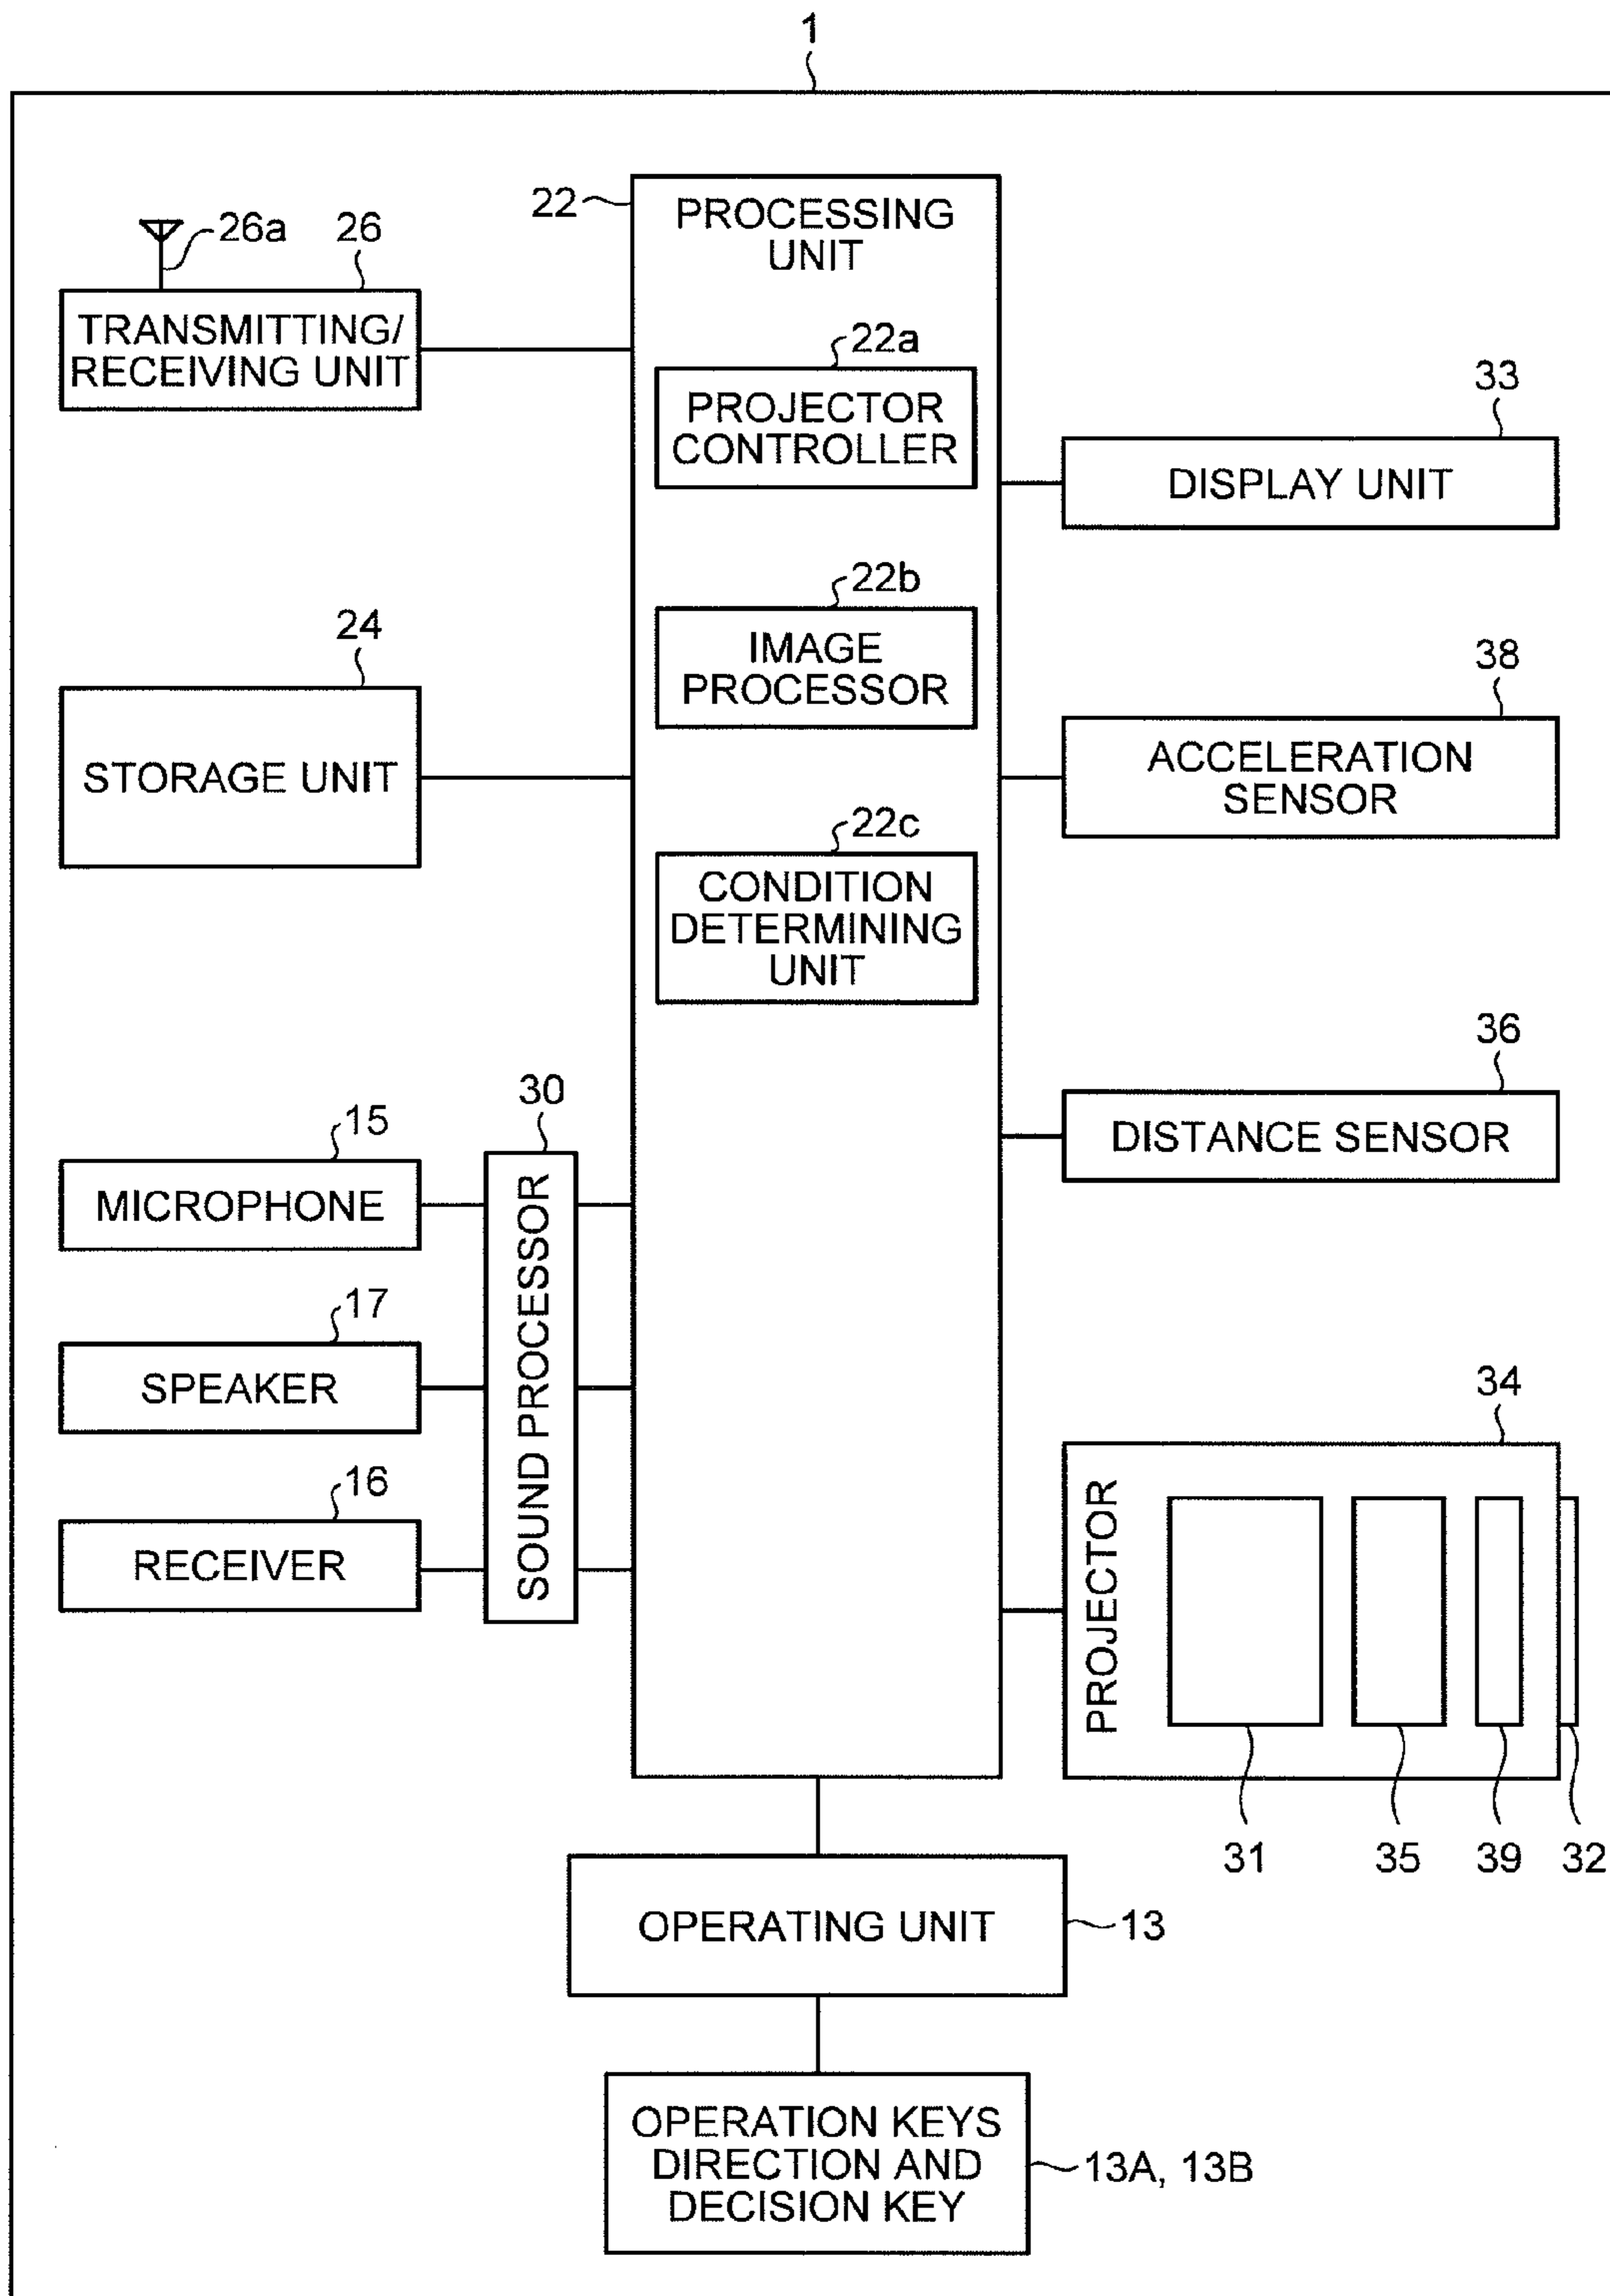 1
22
PROCESSING
UNIT
26a
26
TRANSMITTING/
RECEIVING UNIT
22a
PROJECTOR
CONTROLLER
33
DISPLAY UNIT
22b
IMAGE
PROCESSOR
24
STORAGE UNIT
38
ACCELERATION
SENSOR
22c
CONDITION
DETERMINING
UNIT
36
DISTANCE SENSOR
30
SOUND PROCESSOR
15
MICROPHONE
17
SPEAKER
16
RECEIVER
34
PROJECTOR
31
35
39
32
OPERATING UNIT
13
OPERATION KEYS
DIRECTION AND
DECISION KEY
13A, 13B